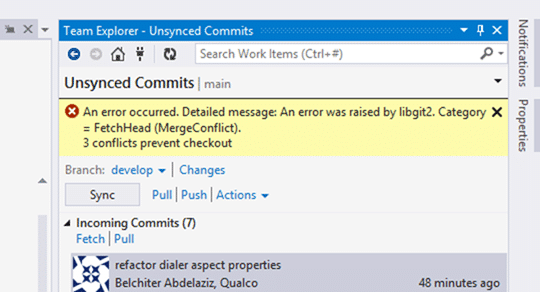 Team Explorer - Unsynced Commits
Search Work Items (Ctrl+#)
Unsynced Commits | main
An error occurred. Detailed message: An error was raised by libgit2. Category
= FetchHead (MergeConflict).
3 conflicts prevent checkout
Branch: develop | Changes
Sync Pull | Push | Actions
Incoming Commits (7)
Fetch | Pull
refactor dialer aspect properties
Belchiter Abdelaziz, Qualco 48 minutes ago
Notifications
Properties